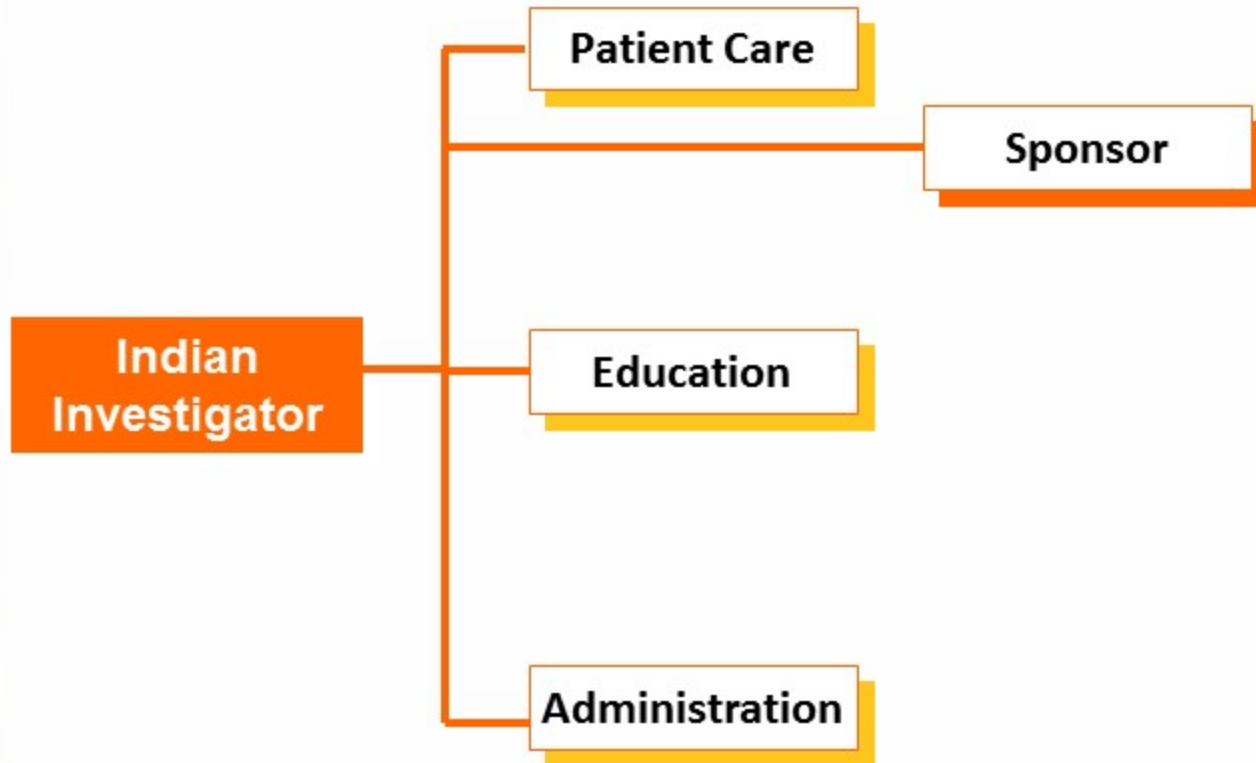 Patient Care
Sponsor
Indian
Investigator
Education
Administration